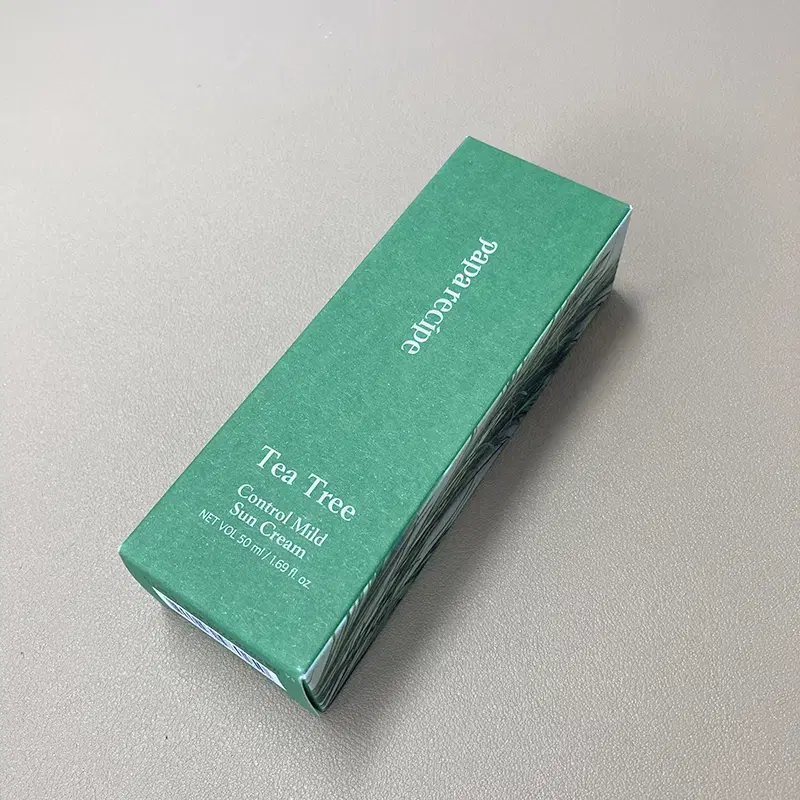 papa recipe
Tea Tree
Control Mild
Sun Cream
NET VOL 50 ml / 1.69 fl. oz